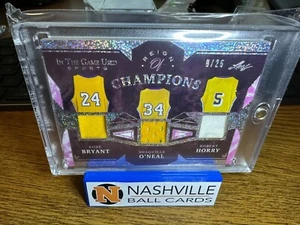 IN THE GAME USED
SPORTS
REIGN
Of
CHAMPIONS
9/25
Leaf
24
34
5
KOBE
BRYANT
SHAQUILLE
O'NEAL
ROBERT
HORRY
N
NASHVILLE
BALL CARDS